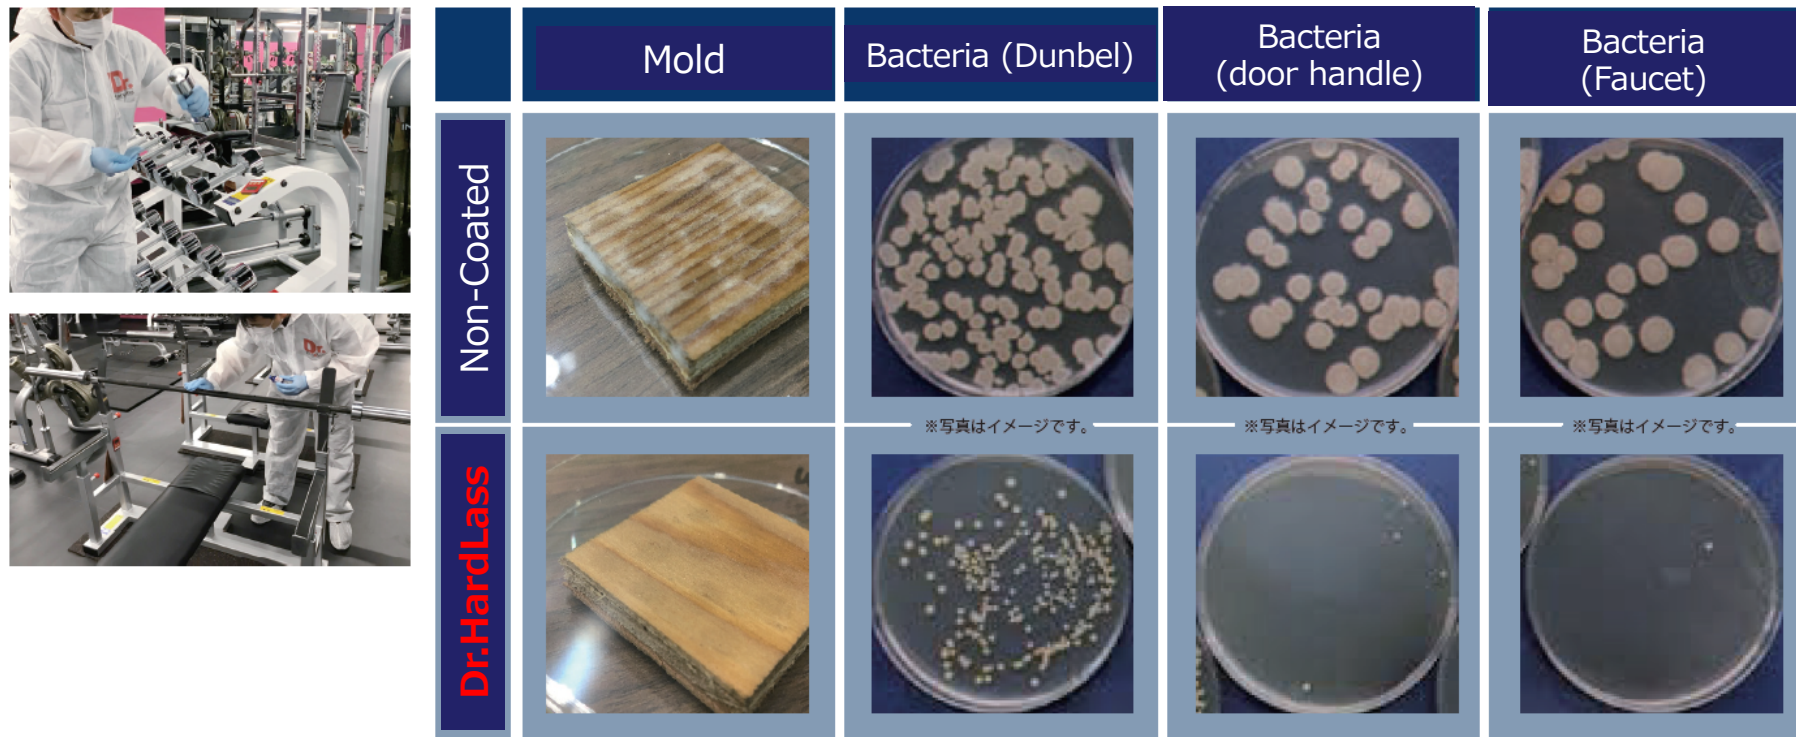 Mold
Bacteria (Dunbel)
Bacteria
(door handle)
Bacteria
(Faucet)
Non-Coated
※写真はイメージです。
※写真はイメージです。
※写真はイメージです。
Dr.HardLass
Dr.
Dr.